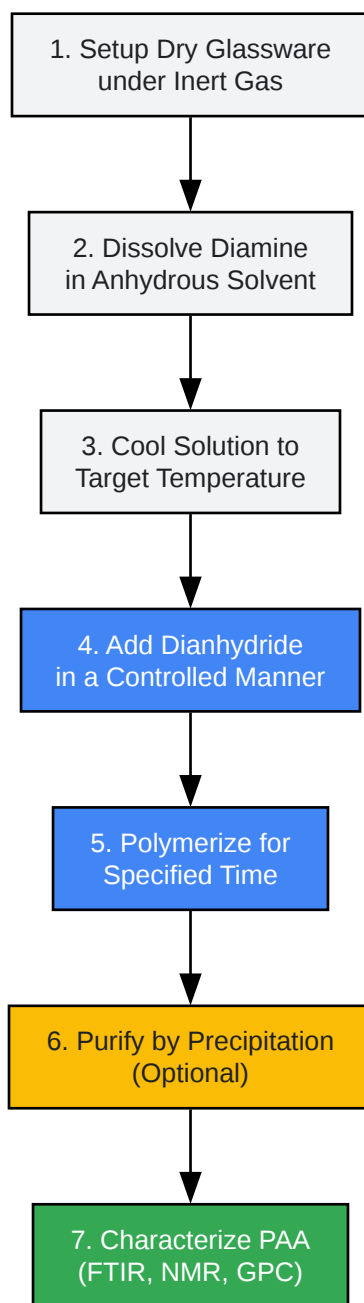 1. Setup Dry Glassware
under Inert Gas
2. Dissolve Diamine
in Anhydrous Solvent
3. Cool Solution to
Target Temperature
4. Add Dianhydride
in a Controlled Manner
5. Polymerize for
Specified Time
6. Purify by Precipitation
(Optional)
7. Characterize PAA
(FTIR, NMR, GPC)